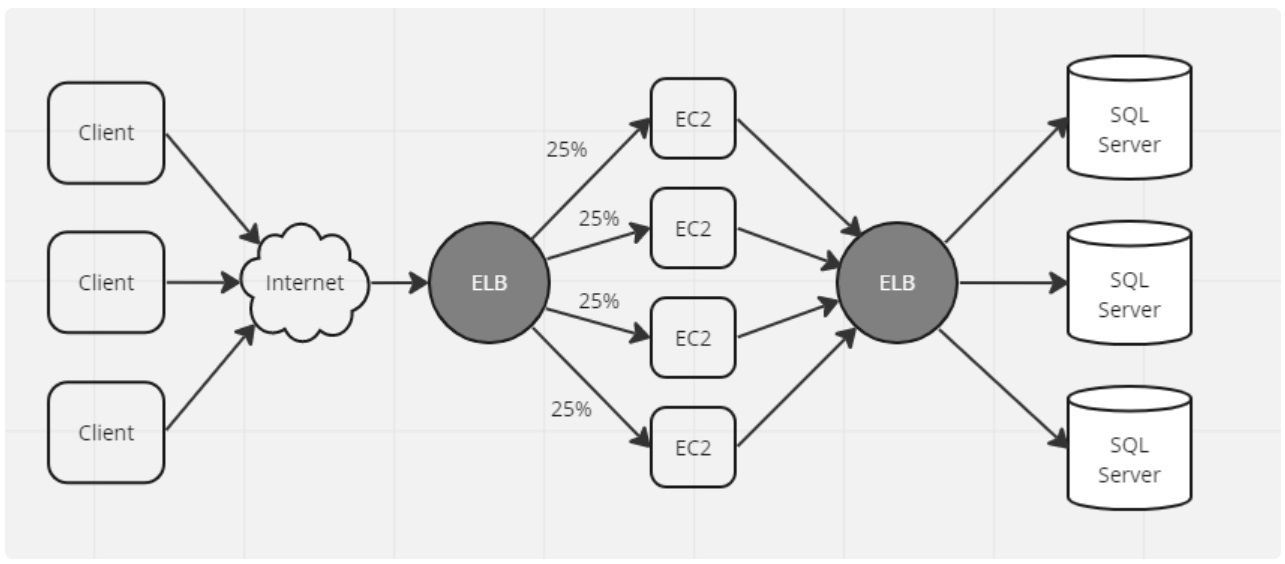 Client
Client
Client
Internet
ELB
25%
25%
25%
25%
EC2
EC2
EC2
EC2
ELB
SQL
Server
SQL
Server
SQL
Server